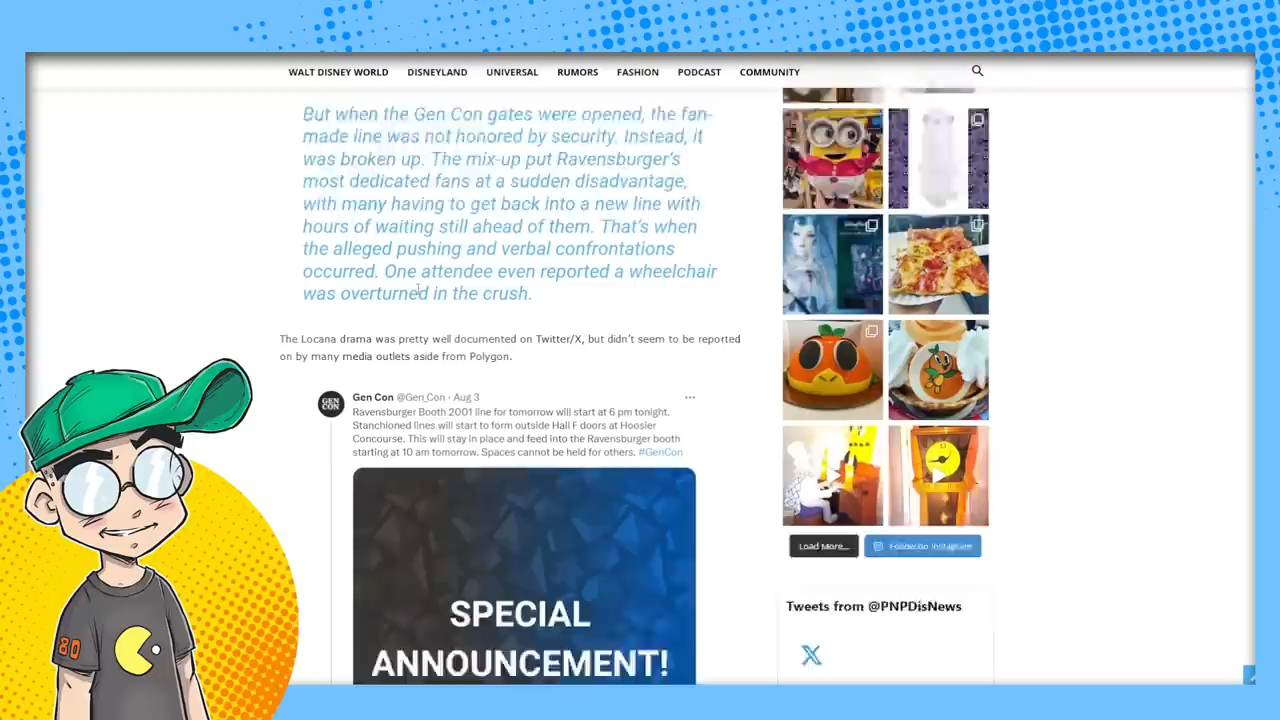 WALT DISNEY WORLD DISNEYLAND UNIVERSAL RUMORS FASHION PODCAST COMMUNITY
But when the Gen Con gates were opened, the fan-
made line was not honored by security. Instead, it
was broken up. The mix-up put Ravensburger's
most dedicated fans at a sudden disadvantage,
with many having to get back into a new line with
hours of waiting still ahead of them. That's when
the alleged pushing and verbal confrontations
occurred. One attendee even reported a wheelchair
was overturned in the crush.
The Locana drama was pretty well documented on Twitter/X, but didn't seem to be reported
on by many media outlets aside from Polygon.
GEN
CON
Gen Con @Gen_Con · Aug 3
Ravensburger Booth 2001 line for tomorrow will start at 6 pm tonight.
Stanchioned lines will start to form outside Hall F doors at Hoosier
Concourse. This will stay in place and feed into the Ravensburger booth
starting at 10 am tomorrow. Spaces cannot be held for others. #GenCon
SPECIAL
ANNOUNCEMENT!
Load More...
Follow on Instagram
Tweets from @PNPDisNews
80